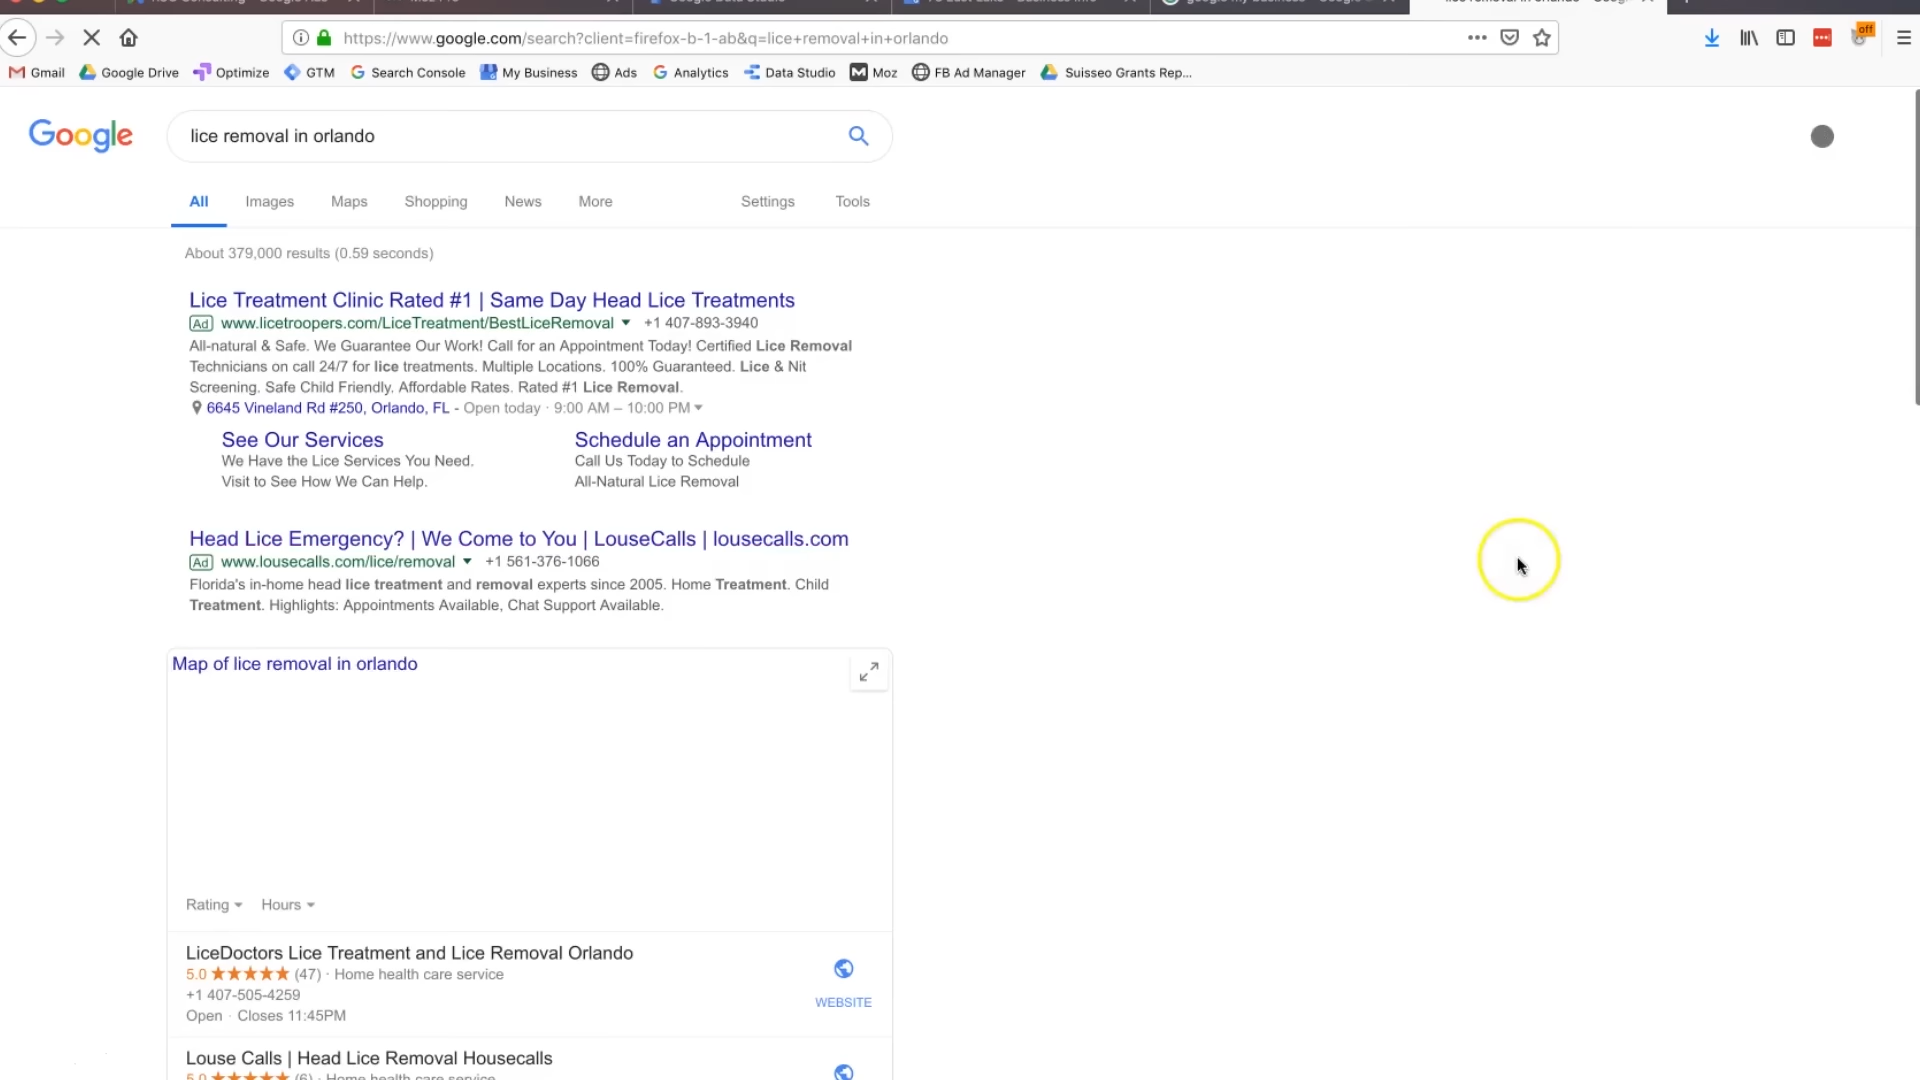 https://www.google.com/search?client=firefox-b-1-ab&q=lice+removal+in+orlando
off
Gmail Google Drive Optimize GTM Search Console My Business Ads Analytics Data Studio Moz FB Ad Manager Suisseo Grants Rep...
Google
lice removal in orlando
All Images Maps Shopping News More Settings Tools
About 379,000 results (0.59 seconds)
Lice Treatment Clinic Rated #1 | Same Day Head Lice Treatments
Ad www.licetroopers.com/LiceTreatment/BestLiceRemoval +1 407-893-3940
All-natural & Safe. We Guarantee Our Work! Call for an Appointment Today! Certified Lice Removal
Technicians on call 24/7 for lice treatments. Multiple Locations. 100% Guaranteed. Lice & Nit
Screening. Safe Child Friendly. Affordable Rates. Rated #1 Lice Removal.
6645 Vineland Rd #250, Orlando, FL - Open today · 9:00 AM – 10:00 PM
See Our Services
We Have the Lice Services You Need.
Visit to See How We Can Help.
Schedule an Appointment
Call Us Today to Schedule
All-Natural Lice Removal
Head Lice Emergency? | We Come to You | LouseCalls | lousecalls.com
Ad www.lousecalls.com/lice/removal +1 561-376-1066
Florida's in-home head lice treatment and removal experts since 2005. Home Treatment. Child
Treatment. Highlights: Appointments Available, Chat Support Available.
Map of lice removal in orlando
Rating Hours
LiceDoctors Lice Treatment and Lice Removal Orlando
5.0 (47) · Home health care service
+1 407-505-4259
Open · Closes 11:45PM
WEBSITE
Louse Calls | Head Lice Removal Housecalls
5.0 (6) · Home health care service